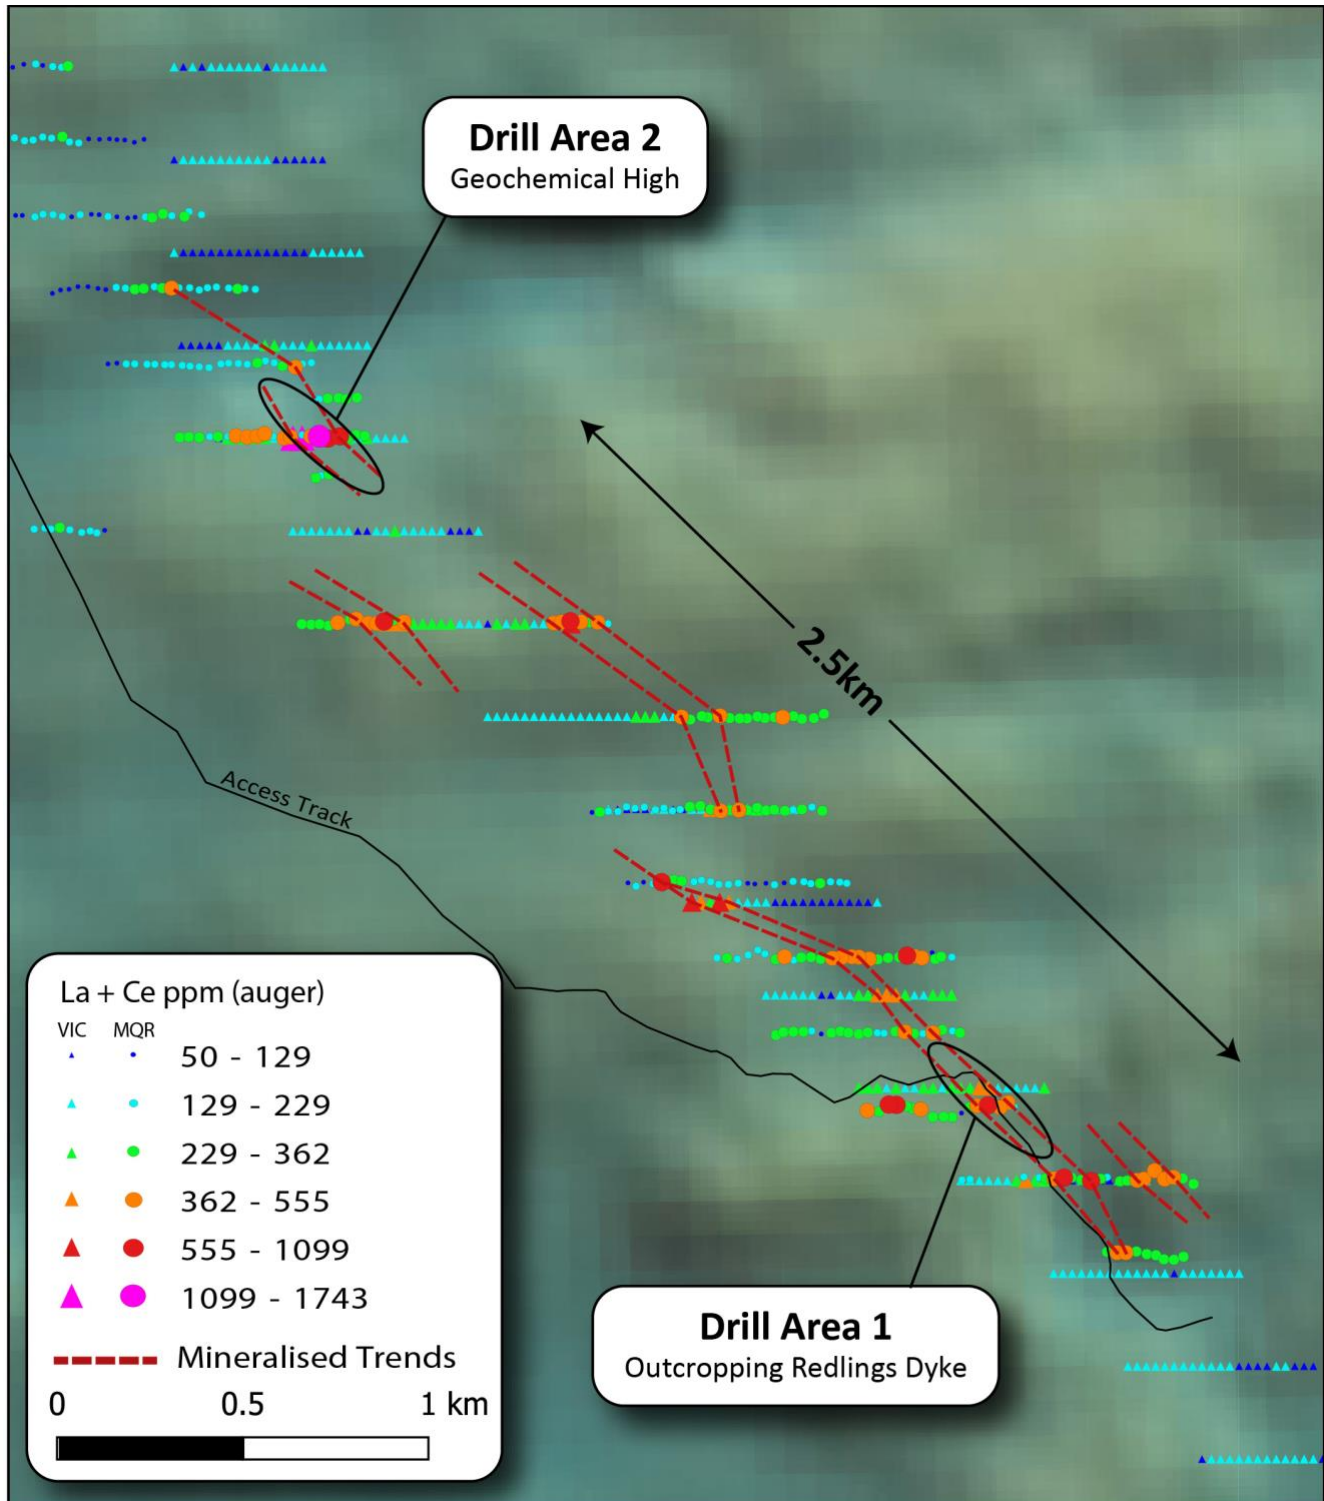 Drill Area 2
Geochemical High
2.5km
Access Track
La + Ce ppm (auger)
VIC MQR
50 - 129
129 - 229
229 - 362
362 - 555
555 - 1099
1099 - 1743
Mineralised Trends
0 0.5 1 km
Drill Area 1
Outcropping Redlings Dyke